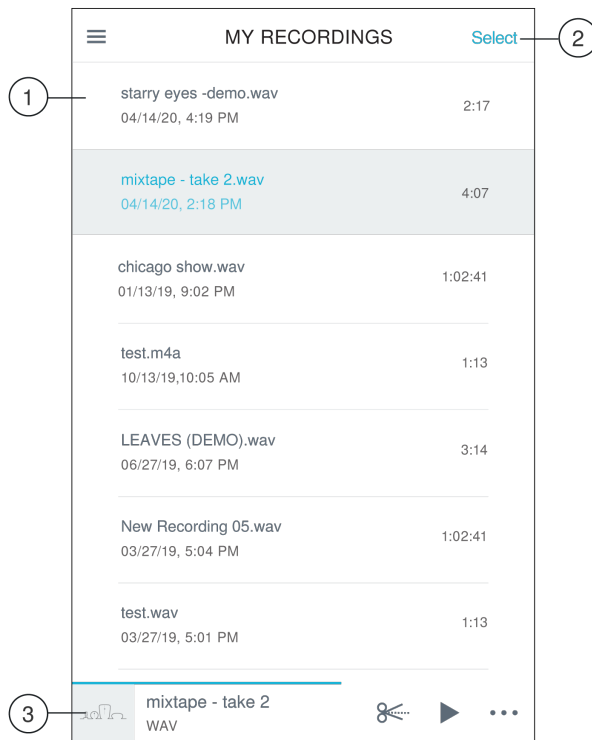 MY RECORDINGS
Select
2
1
starry eyes -demo.wav
04/14/20, 4:19 PM
2:17
mixtape - take 2.wav
04/14/20, 2:18 PM
4:07
chicago show.wav
01/13/19, 9:02 PM
1:02:41
test.m4a
10/13/19,10:05 AM
1:13
LEAVES (DEMO).wav
06/27/19, 6:07 PM
3:14
New Recording 05.wav
03/27/19, 5:04 PM
1:02:41
test.wav
03/27/19, 5:01 PM
1:13
3
mixtape - take 2
WAV